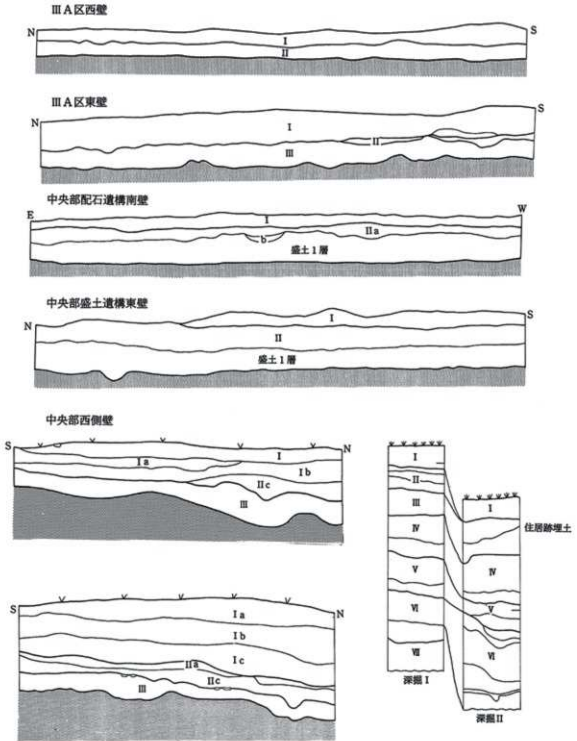 ⅢA区西壁
N
S
Ⅰ
Ⅱ
ⅢA区東壁
N
S
Ⅰ
Ⅱ
Ⅲ
中央部配石遺構南壁
E
W
Ⅰ
Ⅱa
b
盛土1層
中央部盛土遺構東壁
N
S
Ⅰ
Ⅱ
盛土1層
中央部西側壁
S
N
Ⅰ
Ⅰa
Ⅰb
Ⅱc
Ⅲ
S
N
Ⅰa
Ⅰb
Ⅰc
Ⅱa
Ⅱc
Ⅲ
Ⅰ
Ⅱ
Ⅲ
Ⅳ
Ⅴ
Ⅵ
Ⅶ
深掘Ⅰ
Ⅰ
住居跡埋土
Ⅳ
Ⅴ
Ⅵ
深掘Ⅱ